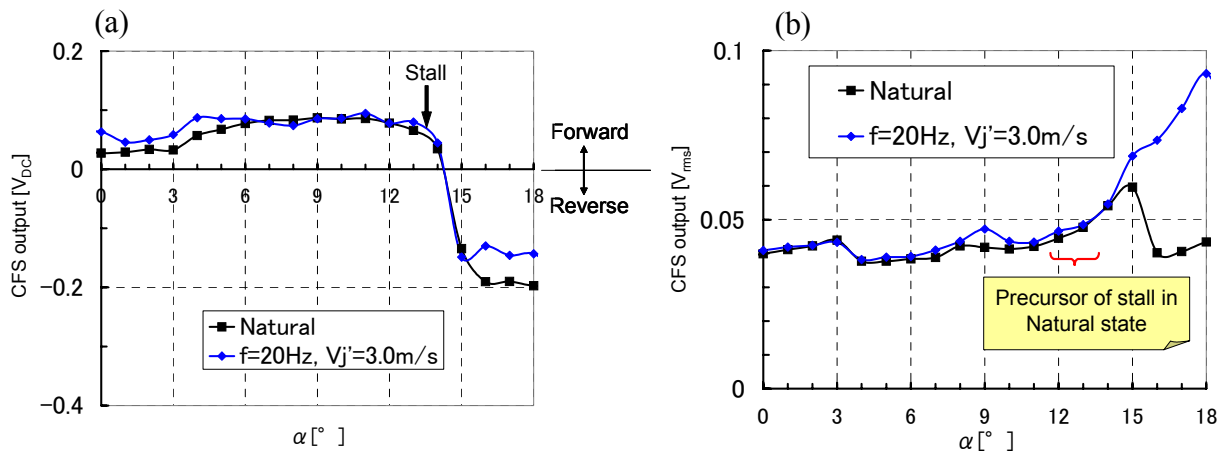 (a)
0.2
0
−0.2
−0.4
CFS output [V_DC]
0
3
6
9
12
15
18
α[°]
Stall
Forward
Reverse
Natural
f=20Hz, Vj'=3.0m/s
(b)
0.1
0.05
0
CFS output [V_rms]
0
3
6
9
12
15
18
α[°]
Natural
f=20Hz, Vj'=3.0m/s
Precursor of stall in
Natural state